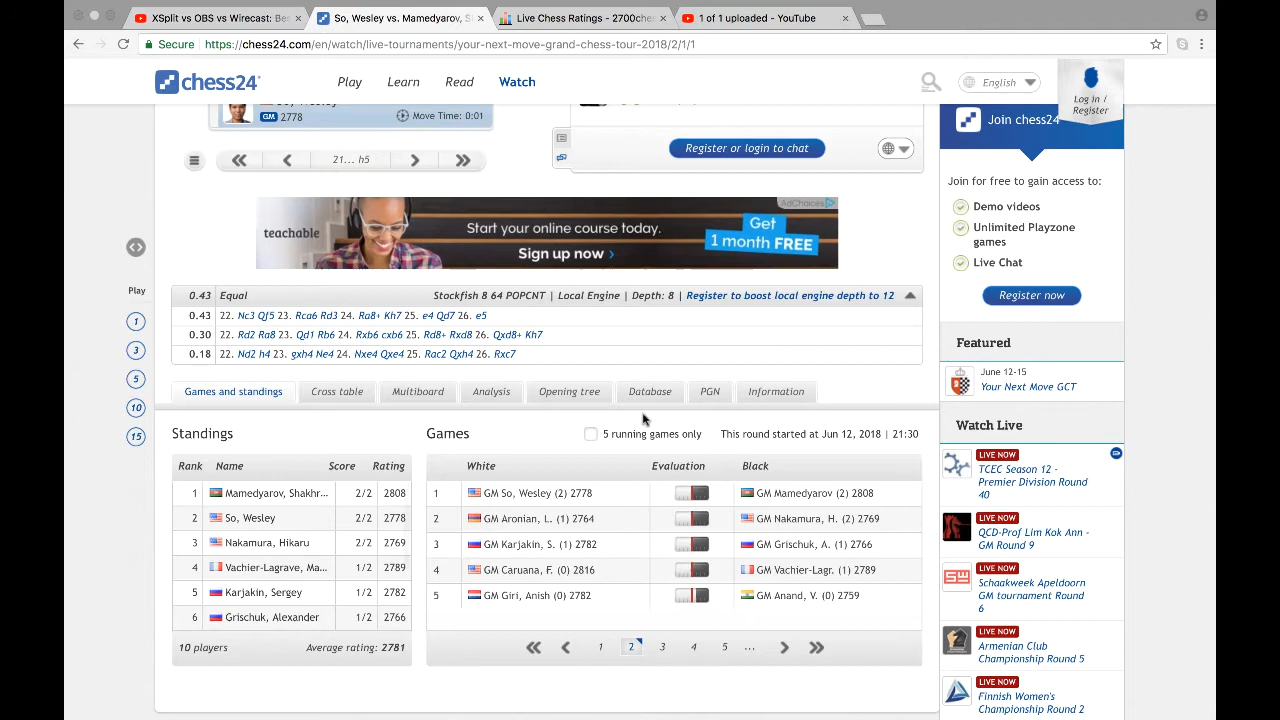 XSplit vs OBS vs Wirecast: Bes
So, Wesley vs. Mamedyarov, S
Live Chess Ratings - 2700ches
1 of 1 uploaded - YouTube
Secure
https://chess24.com/en/watch/live-tournaments/your-next-move-grand-chess-tour-2018/2/1/1
chess24
Play
Learn
Read
Watch
English
Log in /
Register
GM 2778
Move Time: 0:01
21... h5
Register or login to chat
Join chess24
Join for free to gain access to:
Demo videos
Unlimited Playzone
games
Live Chat
Register now
AdChoices
teachable
Start your online course today.
Sign up now ›
Get
1 month FREE
Play
1
3
5
10
15
0.43 Equal
Stockfish 8 64 POPCNT | Local Engine | Depth: 8 | Register to boost local engine depth to 12
0.43 22. Nc3 Qf5 23. Rca6 Rd3 24. Ra8+ Kh7 25. e4 Qd7 26. e5
0.30 22. Rd2 Ra8 23. Qd1 Rb6 24. Rxb6 cxb6 25. Rd8+ Rxd8 26. Qxd8+ Kh7
0.18 22. Nd2 h4 23. gxh4 Ne4 24. Nxe4 Qxe4 25. Rac2 Qxh4 26. Rxc7
Games and standings
Cross table
Multiboard
Analysis
Opening tree
Database
PGN
Information
Standings
Rank Name Score Rating
1 Mamedyarov, Shakhr... 2/2 2808
2 So, Wesley 2/2 2778
3 Nakamura, Hikaru 2/2 2769
4 Vachier-Lagrave, Ma... 1/2 2789
5 Karjakin, Sergey 1/2 2782
6 Grischuk, Alexander 1/2 2766
10 players
Average rating: 2781
Games
5 running games only
This round started at Jun 12, 2018 | 21:30
White Evaluation Black
1 GM So, Wesley (2) 2778 GM Mamedyarov (2) 2808
2 GM Aronian, L. (1) 2764 GM Nakamura, H. (2) 2769
3 GM Karjakin, S. (1) 2782 GM Grischuk, A. (1) 2766
4 GM Caruana, F. (0) 2816 GM Vachier-Lagr. (1) 2789
5 GM Giri, Anish (0) 2782 GM Anand, V. (0) 2759
1 2 3 4 5 ...
Featured
June 12-15
Your Next Move GCT
Watch Live
LIVE NOW
TCEC Season 12 -
Premier Division Round
40
LIVE NOW
QCD-Prof Lim Kok Ann -
GM Round 9
LIVE NOW
Schaakweek Apeldoorn
GM tournament Round
6
LIVE NOW
Armenian Club
Championship Round 5
LIVE NOW
Finnish Women's
Championship Round 2